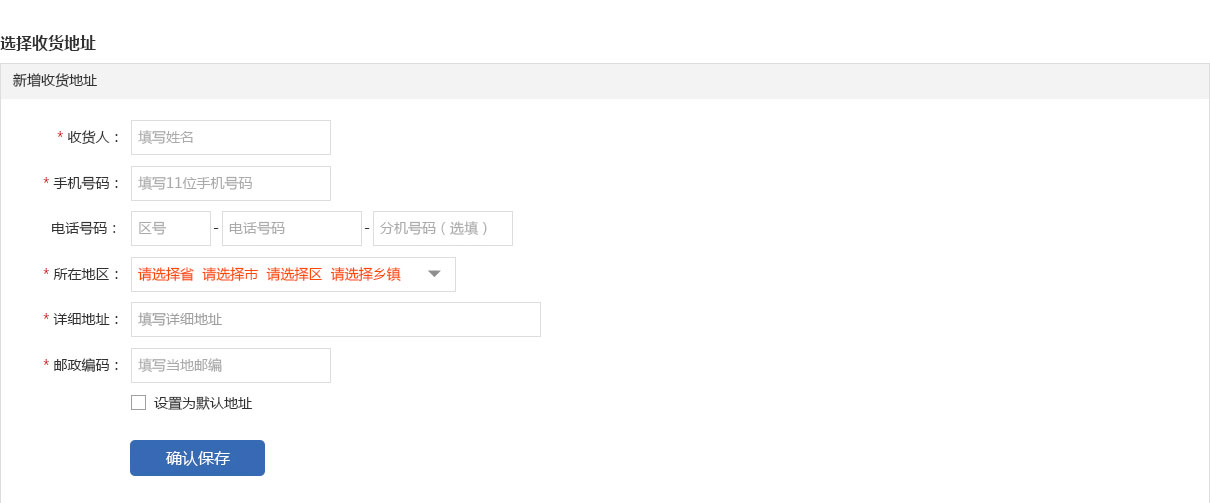 选择收货地址
新增收货地址
* 收货人： 填写姓名
* 手机号码： 填写11位手机号码
电话号码： 区号 - 电话号码 - 分机号码（选填）
* 所在地区： 请选择省 请选择市 请选择区 请选择乡镇
* 详细地址： 填写详细地址
* 邮政编码： 填写当地邮编
设置为默认地址
确认保存